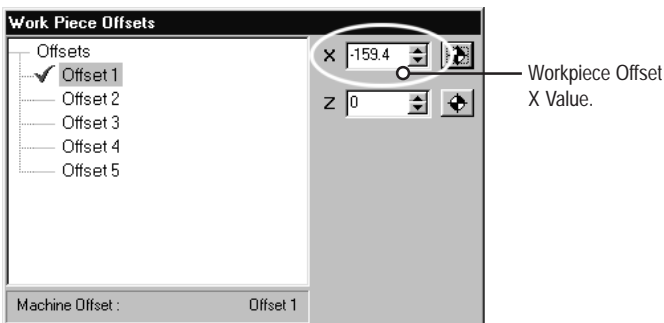 Work Piece Offsets
Offsets
Offset 1
Offset 2
Offset 3
Offset 4
Offset 5
X -159.4
Z 0
Machine Offset : Offset 1
Workpiece Offset
X Value.